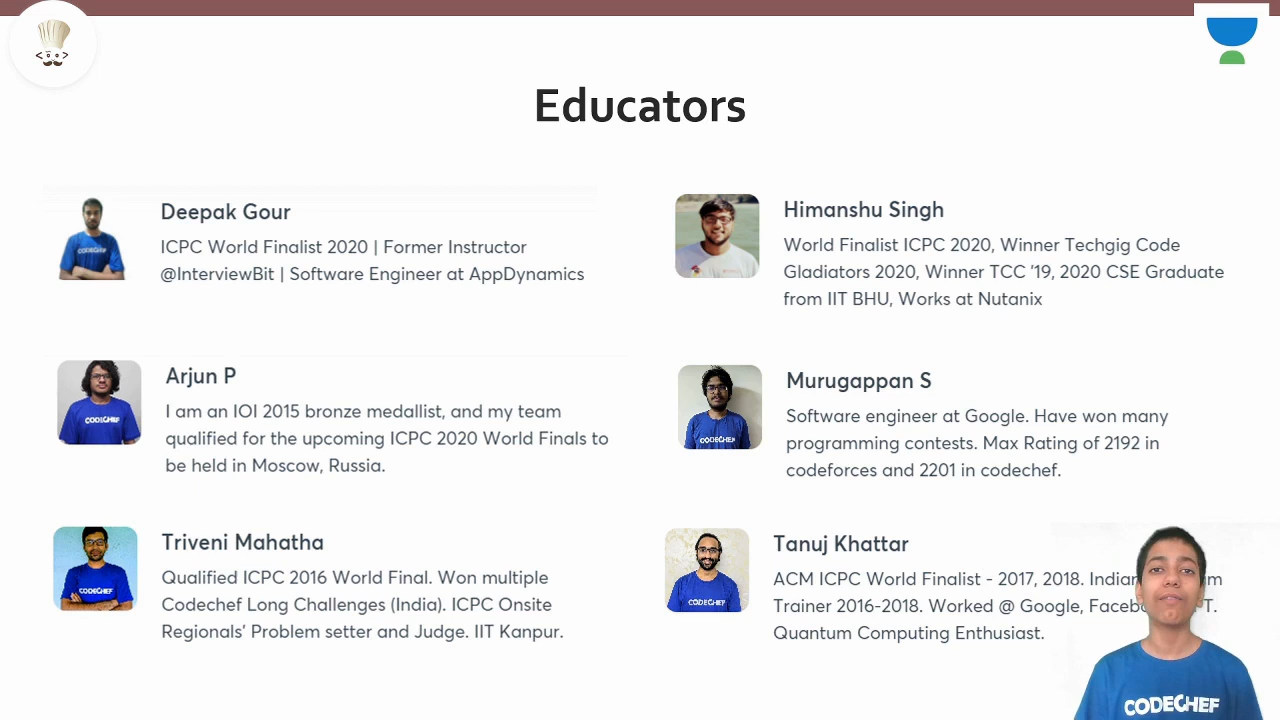 Educators
Deepak Gour
ICPC World Finalist 2020 | Former Instructor
@InterviewBit | Software Engineer at AppDynamics
Himanshu Singh
World Finalist ICPC 2020, Winner Techgig Code
Gladiators 2020, Winner TCC '19, 2020 CSE Graduate
from IIT BHU, Works at Nutanix
Arjun P
I am an IOI 2015 bronze medallist, and my team
qualified for the upcoming ICPC 2020 World Finals to
be held in Moscow, Russia.
Murugappan S
Software engineer at Google. Have won many
programming contests. Max Rating of 2192 in
codeforces and 2201 in codechef.
Triveni Mahatha
Qualified ICPC 2016 World Final. Won multiple
Codechef Long Challenges (India). ICPC Onsite
Regionals' Problem setter and Judge. IIT Kanpur.
Tanuj Khattar
ACM ICPC World Finalist - 2017, 2018. Indian
Trainer 2016-2018. Worked @ Google,
Quantum Computing Enthusiast.
CODECHEF
CODECHEF
CODECHEF
CODECHEF
CODECHEF
CODECHEF